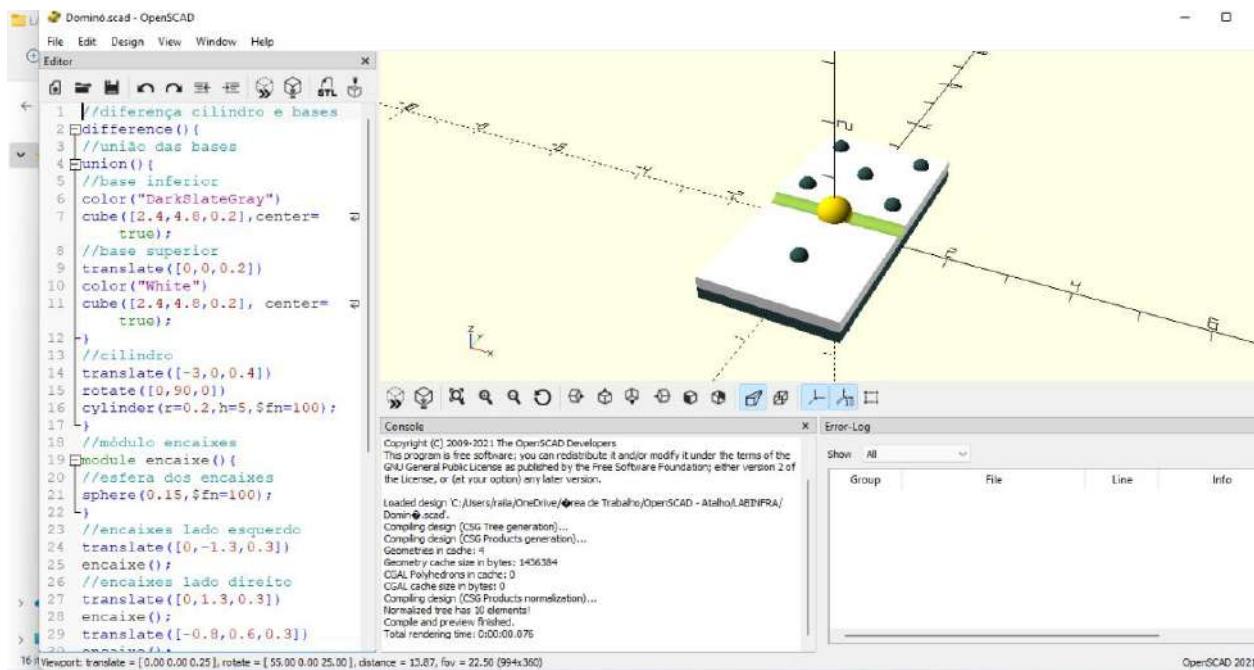 Dominó.scad - OpenSCAD
File Edit Design View Window Help
Editor
STL
1 //diferença cilindro e bases
2 difference(){
3 //união das bases
4 union(){
5 //base inferior
6 color("DarkSlateGray")
7 cube([2.4,4.8,0.2],center=
true);
8 //base superior
9 translate([0,0,0.2])
10 color("White")
11 cube([2.4,4.8,0.2], center=
true);
12 }
13 //cilindro
14 translate([-3,0,0.4])
15 rotate([0,90,0])
16 cylinder(r=0.2,h=5,$fn=100);
17 }
18 //módulo encaixes
19 module encaixe(){
20 //esfera dos encaixes
21 sphere(0.15,$fn=100);
22 }
23 //encaixes lado esquerdo
24 translate([0,-1.3,0.3])
25 encaixe();
26 //encaixes lado direito
27 translate([0,1.3,0.3])
28 encaixe();
29 translate([-0.8,0.6,0.3])
z
x
Console
Copyright (C) 2009-2021 The OpenSCAD Developers
This program is free software; you can redistribute it and/or modify it under the terms of the
GNU General Public License as published by the Free Software Foundation; either version 2 of
the License, or (at your option) any later version.
Loaded design 'C:/Users/raila/OneDrive/�rea de Trabalho/OpenSCAD - Atalho/LABINFRA/
Domin�.scad'.
Compiling design (CSG Tree generation)...
Compiling design (CSG Products generation)...
Geometries in cache: 4
Geometry cache size in bytes: 1436384
CGAL Polyhedrons in cache: 0
CGAL cache size in bytes: 0
Compiling design (CSG Products normalization)...
Normalized tree has 10 elements!
Compile and preview finished.
Total rendering time: 0:00:00.076
Error-Log
Show All
Group File Line Info
16 Viewport: translate = [ 0.00 0.00 0.25 ], rotate = [ 55.00 0.00 25.00 ], distance = 13.87, fov = 22.50 (994x360)
OpenSCAD 2021